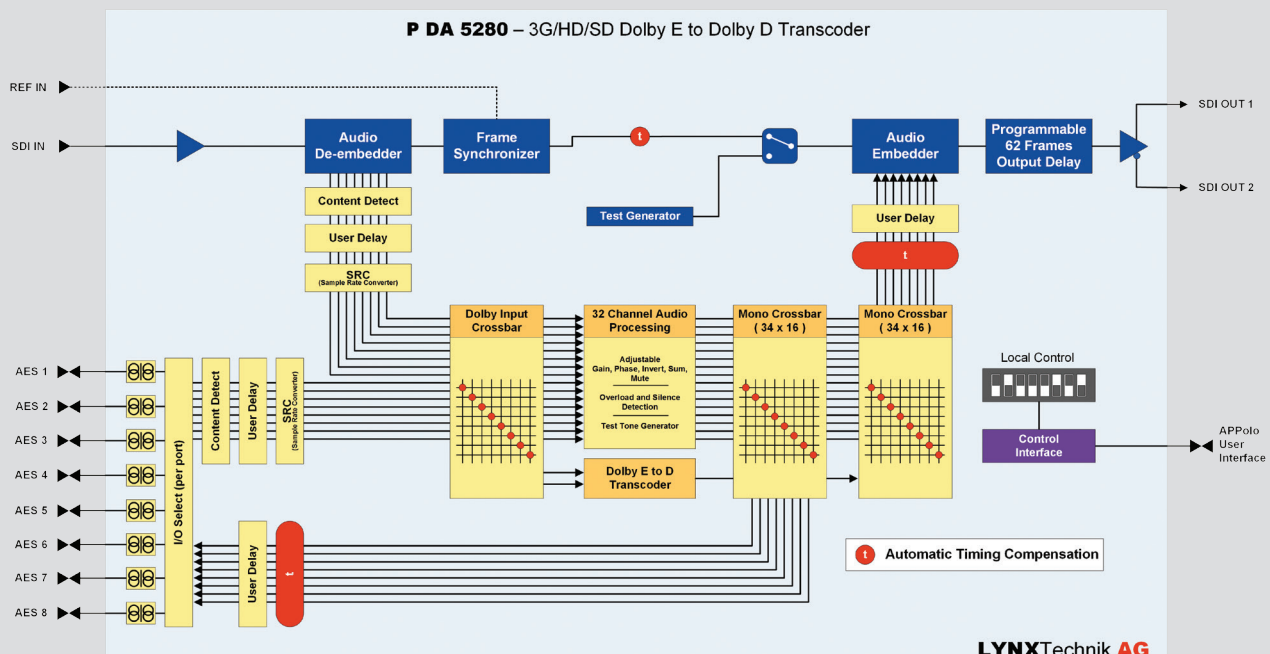 P DA 5280 – 3G/HD/SD Dolby E to Dolby D Transcoder
REF IN
SDI IN
Audio
De-embedder
Frame
Synchronizer
t
Audio
Embedder
Programmable
62 Frames
Output Delay
SDI OUT 1
SDI OUT 2
Content Detect
User Delay
SRC
(Sample Rate Converter)
Test Generator
User Delay
t
Dolby Input
Crossbar
32 Channel Audio
Processing
Adjustable
Gain, Phase, Invert, Sum,
Mute
Overload and Silence
Detection
Test Tone Generator
Mono Crossbar
( 34 x 16 )
Mono Crossbar
( 34 x 16 )
Dolby E to D
Transcoder
AES 1
AES 2
AES 3
AES 4
AES 5
AES 6
AES 7
AES 8
I/O Select (per port)
Content Detect
User Delay
SRC
(Sample Rate Converter)
User Delay
t
Local Control
Control
Interface
APPolo
User
Interface
t Automatic Timing Compensation
LYNXTechnik AG